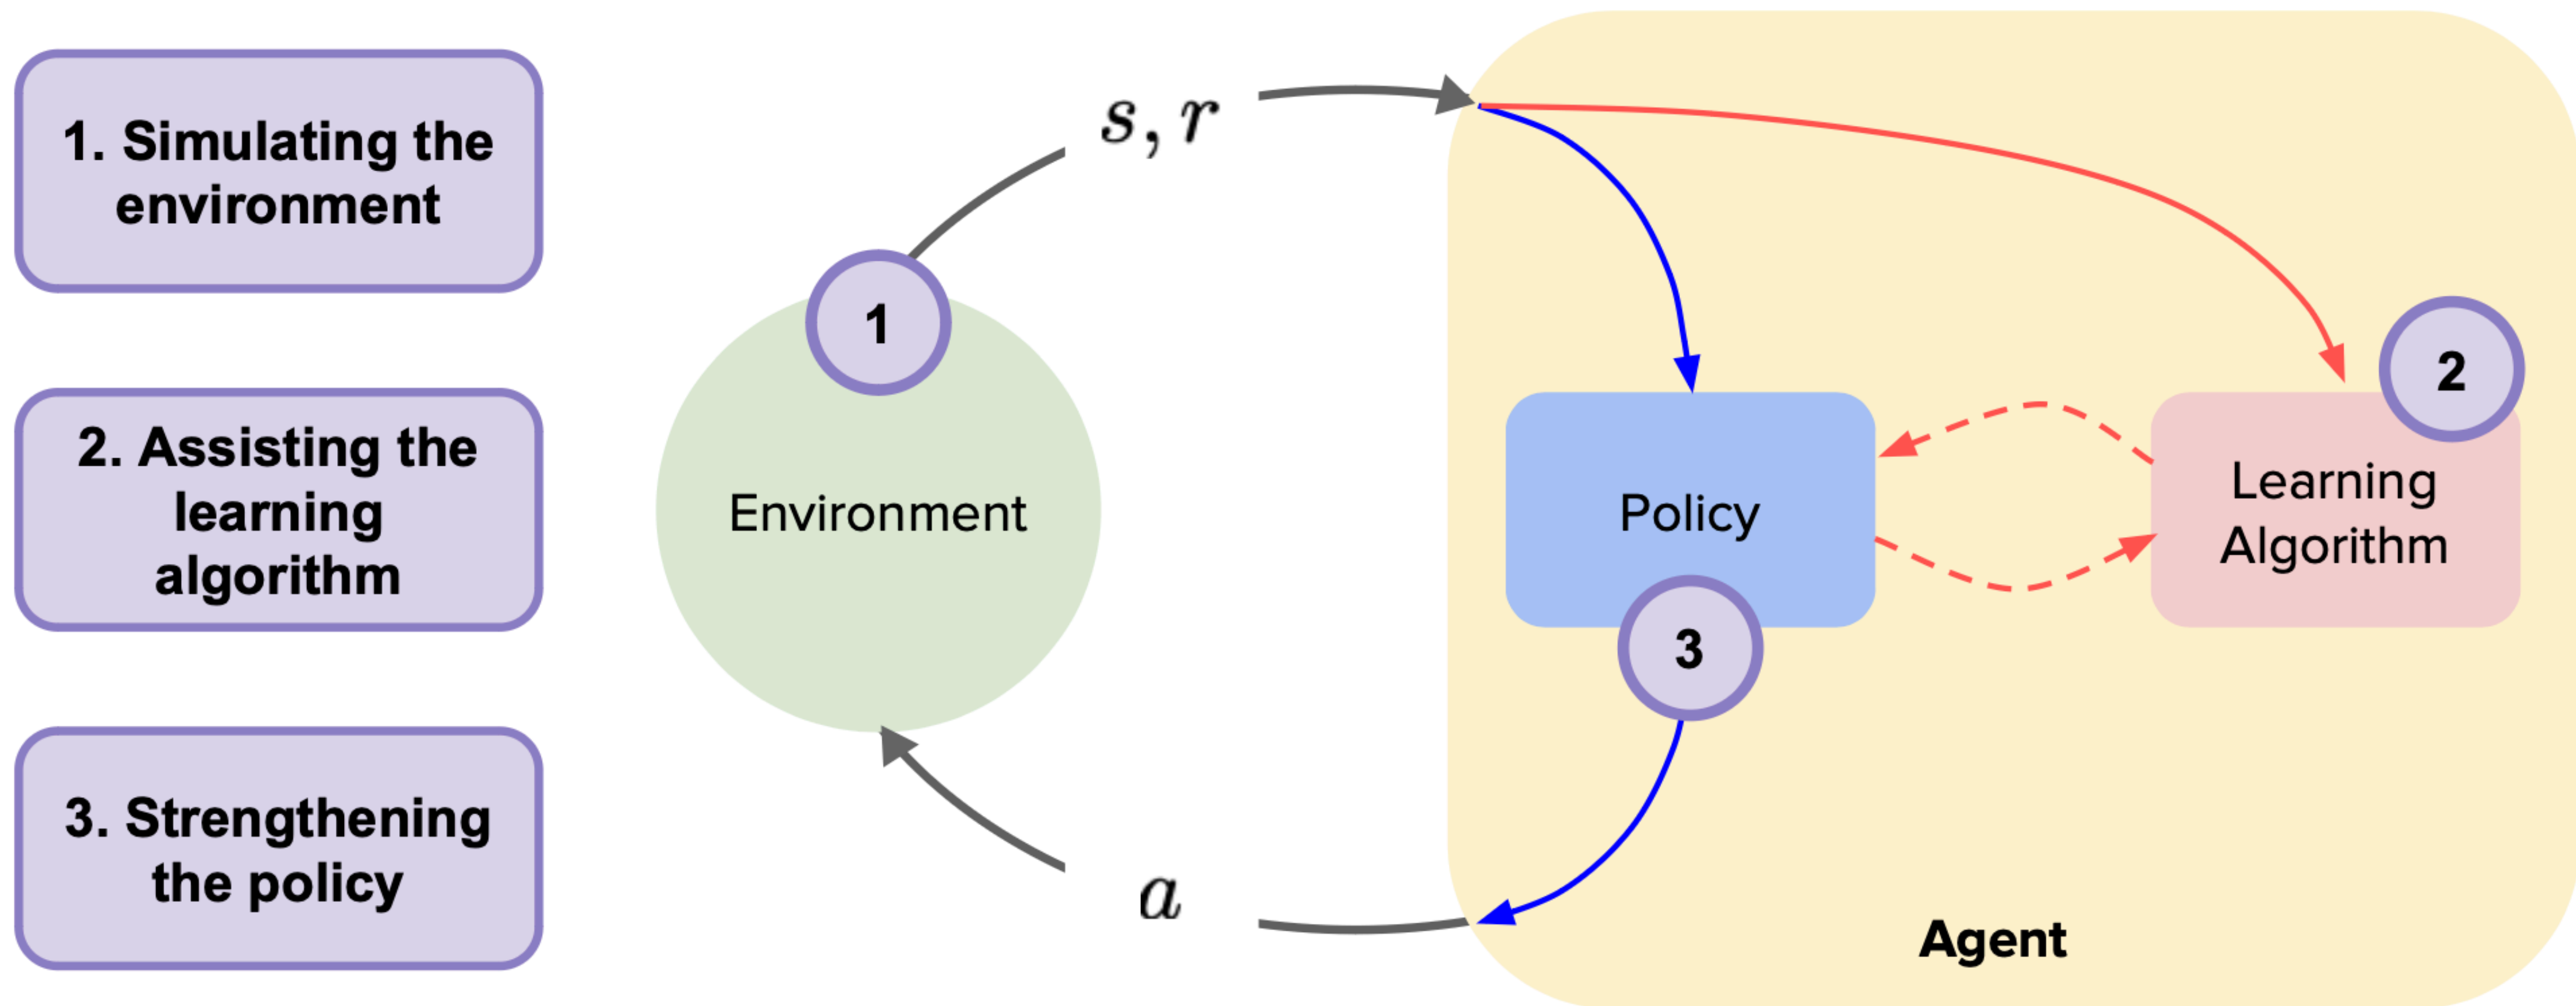 1. Simulating the
environment
2. Assisting the
learning
algorithm
3. Strengthening
the policy
s, r
1
Environment
a
2
Policy
Learning
Algorithm
3
Agent